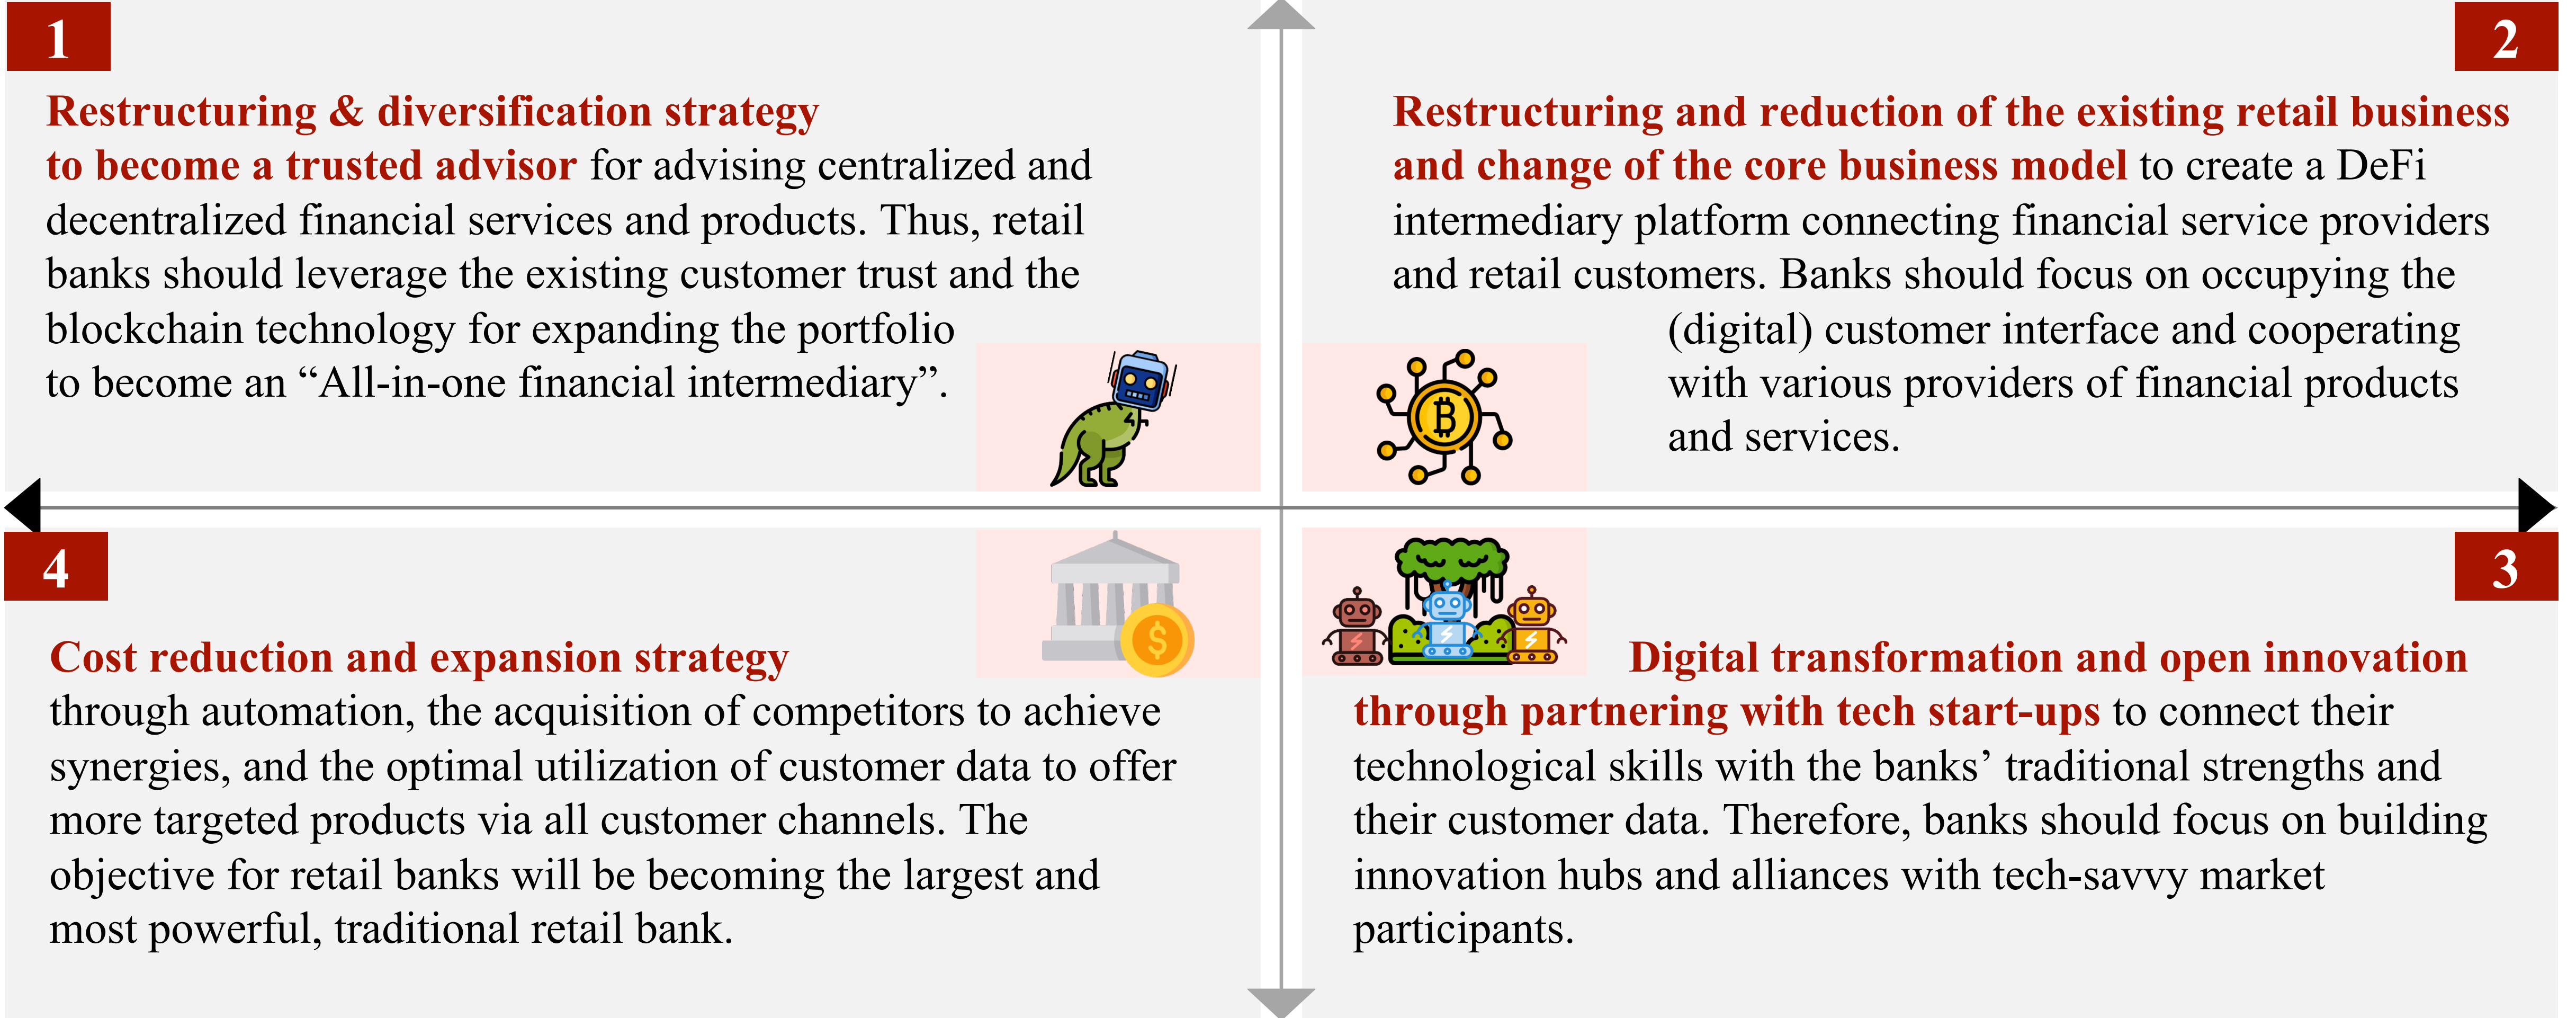 1
Restructuring & diversification strategy
to become a trusted advisor for advising centralized and
decentralized financial services and products. Thus, retail
banks should leverage the existing customer trust and the
blockchain technology for expanding the portfolio
to become an “All-in-one financial intermediary”.
2
Restructuring and reduction of the existing retail business
and change of the core business model to create a DeFi
intermediary platform connecting financial service providers
and retail customers. Banks should focus on occupying the
(digital) customer interface and cooperating
with various providers of financial products
and services.
4
Cost reduction and expansion strategy
through automation, the acquisition of competitors to achieve
synergies, and the optimal utilization of customer data to offer
more targeted products via all customer channels. The
objective for retail banks will be becoming the largest and
most powerful, traditional retail bank.
3
Digital transformation and open innovation
through partnering with tech start-ups to connect their
technological skills with the banks’ traditional strengths and
their customer data. Therefore, banks should focus on building
innovation hubs and alliances with tech-savvy market
participants.